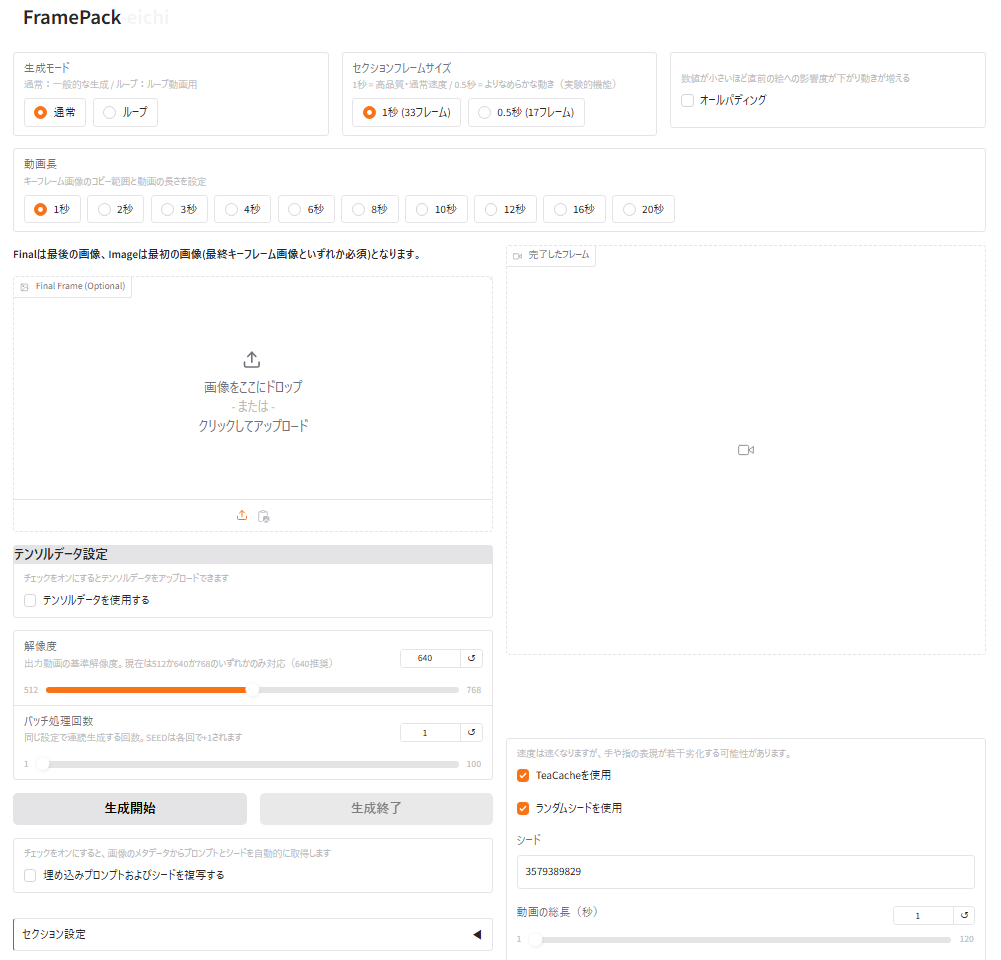 FramePack-eichi
生成モード
通常：一般的な生成 / ループ：ループ動画用
通常
ループ
セクションフレームサイズ
1秒 = 高品質・通常速度 / 0.5秒 = よりなめらかな動き（実験的機能）
1秒 (33フレーム)
0.5秒 (17フレーム)
数値が小さいほど直前の絵への影響度が下がり動きが増える
オールパディング
動画長
キーフレーム画像のコピー範囲と動画の長さを設定
1秒
2秒
3秒
4秒
6秒
8秒
10秒
12秒
16秒
20秒
Finalは最後の画像、Imageは最初の画像(最終キーフレーム画像といずれか必須)となります。
Final Frame (Optional)
画像をここにドロップ
- または -
クリックしてアップロード
テンソルデータ設定
チェックをオンにするとテンソルデータをアップロードできます
テンソルデータを使用する
解像度
出力動画の基準解像度。現在は512か640か768のいずれかのみ対応（640推奨）
640
512
768
バッチ処理回数
同じ設定で連続生成する回数。SEEDは各回で+1されます
1
1
100
生成開始
生成終了
チェックをオンにすると、画像のメタデータからプロンプトとシードを自動的に取得します
埋め込みプロンプトおよびシードを複写する
セクション設定
完了したフレーム
速度は速くなりますが、手や指の表現が若干劣化する可能性があります。
TeaCacheを使用
ランダムシードを使用
シード
3579389829
動画の総長（秒）
1
1
120